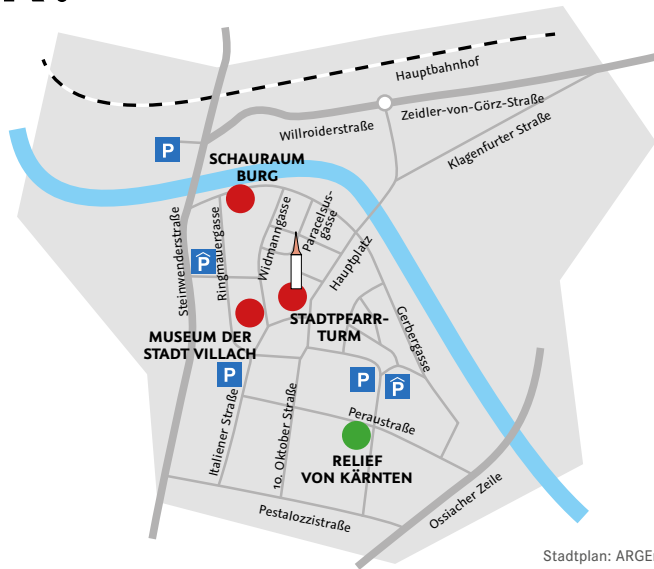 Hauptbahnhof
Zeidler-von-Görz-Straße
Willroiderstraße
Klagenfurter Straße
P
SCHAURAUM
BURG
Paracelsus-
gasse
Widmanngasse
Ringmauergasse
Steinwenderstraße
Hauptplatz
P
Gerbergasse
STADTPFARR-
TURM
MUSEUM DER
STADT VILLACH
P
P
P
Italiener Straße
10. Oktober Straße
Peraustraße
RELIEF
VON KÄRNTEN
Ossiacher Zeile
Pestalozzistraße
Stadtplan: ARGE